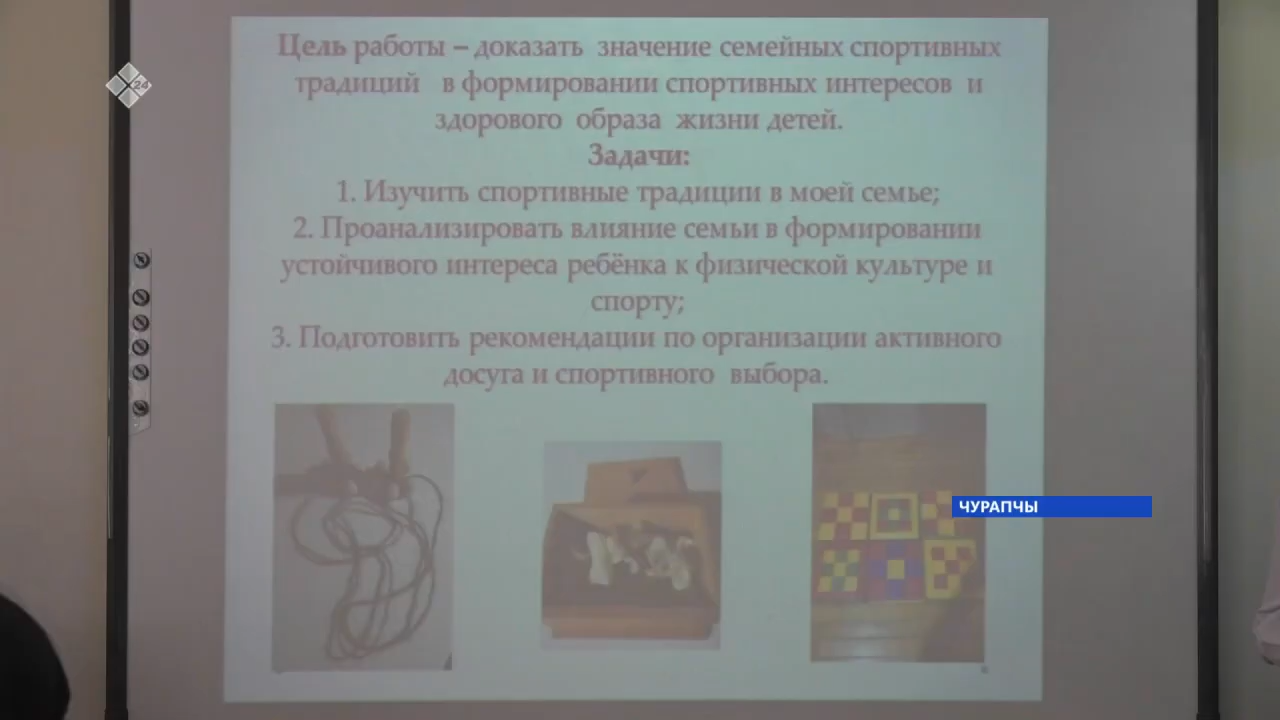 Цель работы – доказать значение семейных спортивных
традиций в формировании спортивных интересов и
здорового образа жизни детей.
Задачи:
1. Изучить спортивные традиции в моей семье;
2. Проанализировать влияние семьи в формировании
устойчивого интереса ребёнка к физической культуре и
спорту;
3. Подготовить рекомендации по организации активного
досуга и спортивного выбора.
24
ЧУРАПЧЫ